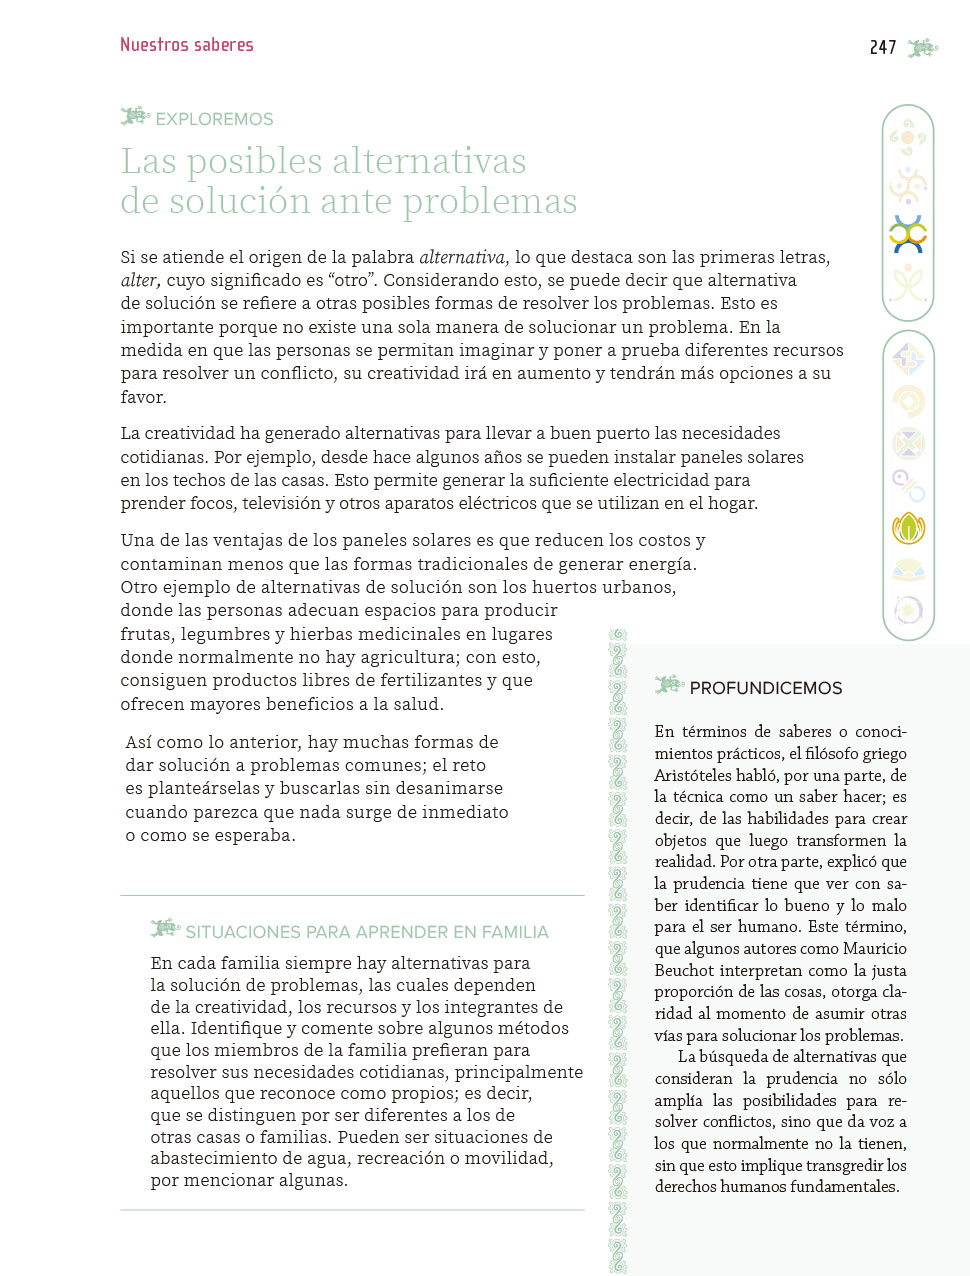 Nuestros saberes
247
EXPLOREMOS
Las posibles alternativas
de solución ante problemas
Si se atiende el origen de la palabra alternativa, lo que destaca son las primeras letras,
alter, cuyo significado es “otro”. Considerando esto, se puede decir que alternativa
de solución se refiere a otras posibles formas de resolver los problemas. Esto es
importante porque no existe una sola manera de solucionar un problema. En la
medida en que las personas se permitan imaginar y poner a prueba diferentes recursos
para resolver un conflicto, su creatividad irá en aumento y tendrán más opciones a su
favor.
La creatividad ha generado alternativas para llevar a buen puerto las necesidades
cotidianas. Por ejemplo, desde hace algunos años se pueden instalar paneles solares
en los techos de las casas. Esto permite generar la suficiente electricidad para
prender focos, televisión y otros aparatos eléctricos que se utilizan en el hogar.
Una de las ventajas de los paneles solares es que reducen los costos y
contaminan menos que las formas tradicionales de generar energía.
Otro ejemplo de alternativas de solución son los huertos urbanos,
donde las personas adecuan espacios para producir
frutas, legumbres y hierbas medicinales en lugares
donde normalmente no hay agricultura; con esto,
consiguen productos libres de fertilizantes y que
ofrecen mayores beneficios a la salud.
Así como lo anterior, hay muchas formas de
dar solución a problemas comunes; el reto
es planteárselas y buscarlas sin desanimarse
cuando parezca que nada surge de inmediato
o como se esperaba.
SITUACIONES PARA APRENDER EN FAMILIA
En cada familia siempre hay alternativas para
la solución de problemas, las cuales dependen
de la creatividad, los recursos y los integrantes de
ella. Identifique y comente sobre algunos métodos
que los miembros de la familia prefieran para
resolver sus necesidades cotidianas, principalmente
aquellos que reconoce como propios; es decir,
que se distinguen por ser diferentes a los de
otras casas o familias. Pueden ser situaciones de
abastecimiento de agua, recreación o movilidad,
por mencionar algunas.
PROFUNDICEMOS
En términos de saberes o conoci-
mientos prácticos, el filósofo griego
Aristóteles habló, por una parte, de
la técnica como un saber hacer; es
decir, de las habilidades para crear
objetos que luego transformen la
realidad. Por otra parte, explicó que
la prudencia tiene que ver con sa-
ber identificar lo bueno y lo malo
para el ser humano. Este término,
que algunos autores como Mauricio
Beuchot interpretan como la justa
proporción de las cosas, otorga cla-
ridad al momento de asumir otras
vías para solucionar los problemas.
La búsqueda de alternativas que
consideran la prudencia no sólo
amplía las posibilidades para re-
solver conflictos, sino que da voz a
los que normalmente no la tienen,
sin que esto implique transgredir los
derechos humanos fundamentales.